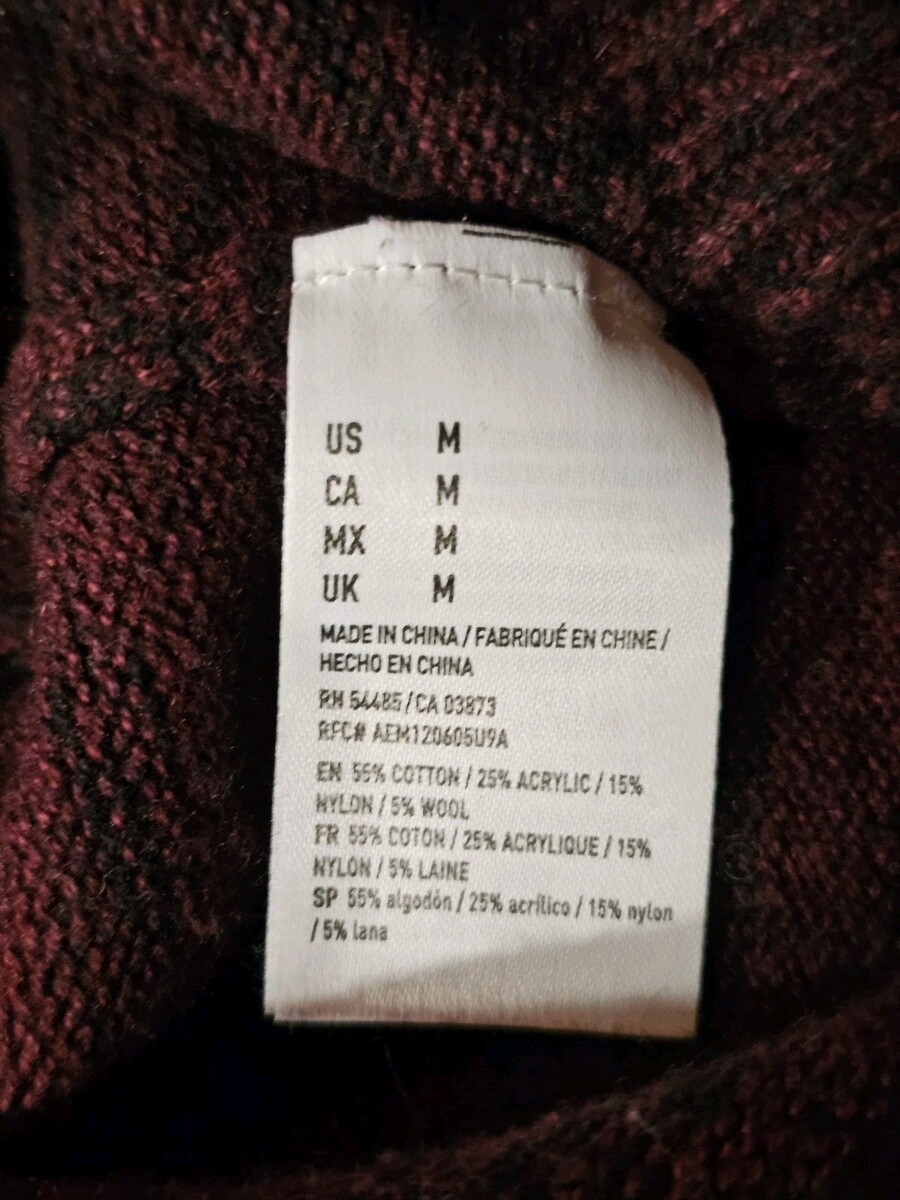 US M
CA M
MX M
UK M
MADE IN CHINA / FABRIQUÉ EN CHINE /
HECHO EN CHINA
RN 54485 / CA 03873
RFC# AEM120605U9A
EN 55% COTTON / 25% ACRYLIC / 15%
NYLON / 5% WOOL
FR 55% COTON / 25% ACRYLIQUE / 15%
NYLON / 5% LAINE
SP 55% algodón / 25% acrílico / 15% nylon
/ 5% lana